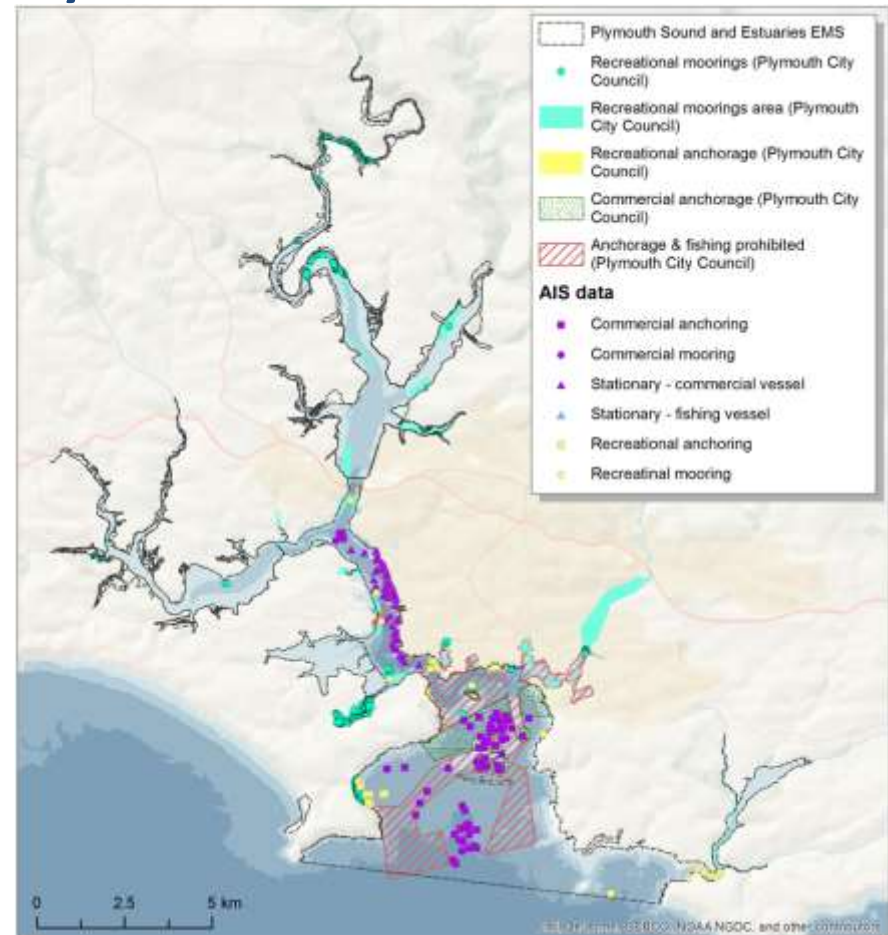 Plymouth Sound and Estuaries EMS
Recreational moorings (Plymouth City
Council)
Recreational moorings area (Plymouth
City Council)
Recreational anchorage (Plymouth City
Council)
Commercial anchorage (Plymouth City
Council)
Anchorage & fishing prohibited
(Plymouth City Council)
AIS data
Commercial anchoring
Commercial mooring
Stationary - commercial vessel
Stationary - fishing vessel
Recreational anchoring
Recreatinal mooring
0 2.5 5 km
GEBCO, NOAA NGDC, and other contributors